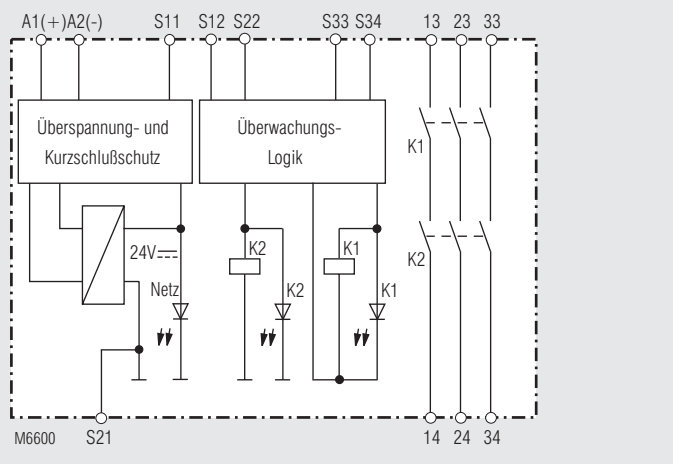 A1(+) A2(-) S11 S12 S22 S33 S34 13 23 33
Überspannung- und
Kurzschlußschutz
Überwachungs-
Logik
K1
24V
K2
K1
K2
Netz
K2
K1
M6600 S21 14 24 34